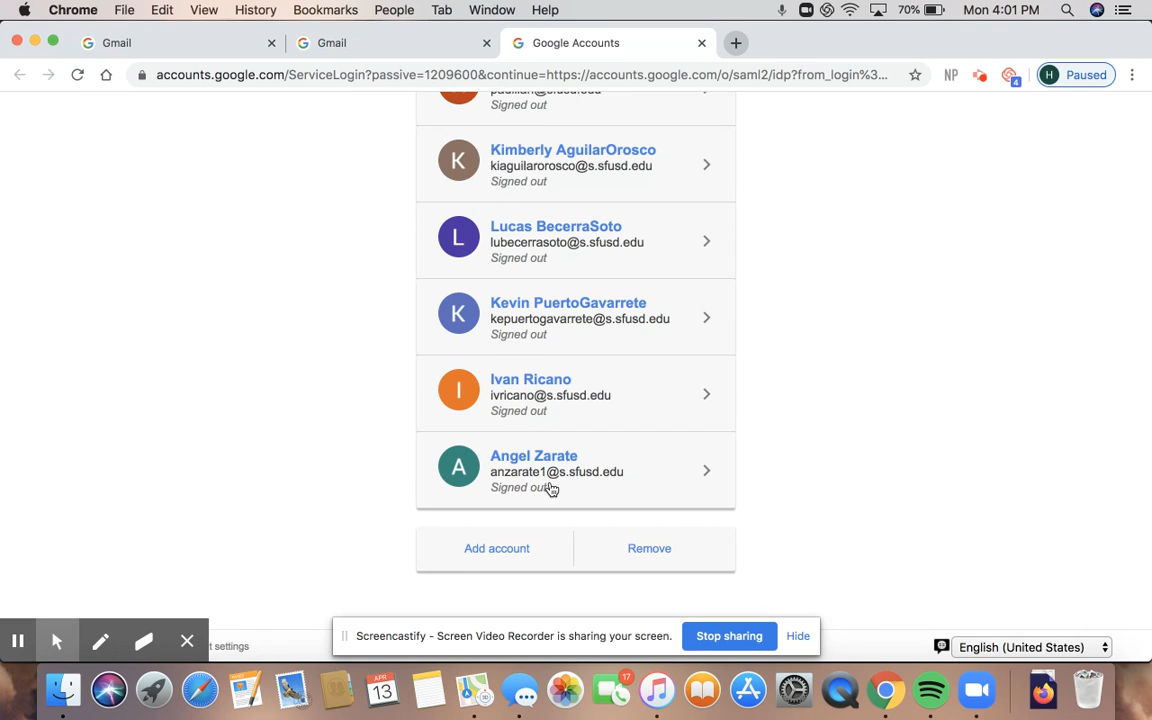 Chrome File Edit View History Bookmarks People Tab Window Help 70% Mon 4:01 PM
Gmail Gmail Google Accounts
accounts.google.com/ServiceLogin?passive=1209600&continue=https://accounts.google.com/o/saml2/idp?from_login%3... NP 4 H Paused
Signed out
K Kimberly AguilarOrosco
kiaguilarorosco@s.sfusd.edu
Signed out
L Lucas BecerraSoto
lubecerrasoto@s.sfusd.edu
Signed out
K Kevin PuertoGavarrete
kepuertogavarrete@s.sfusd.edu
Signed out
I Ivan Ricano
ivricano@s.sfusd.edu
Signed out
A Angel Zarate
anzarate1@s.sfusd.edu
Signed out
Add account Remove
Screencastify - Screen Video Recorder is sharing your screen. Stop sharing Hide
t settings English (United States)
APR
13
17